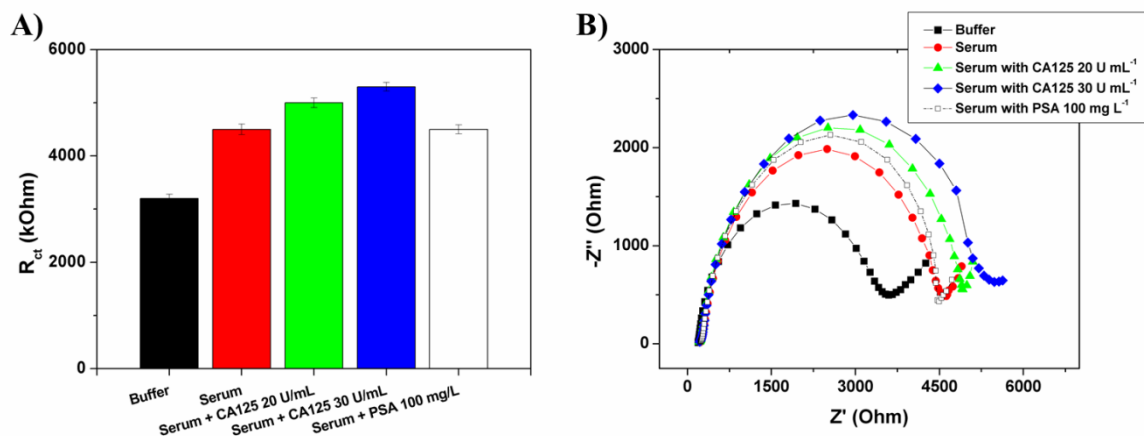 A)
6000
4000
2000
0
R_ct (kOhm)
Buffer
Serum
Serum + CA125 20 U/mL
Serum + CA125 30 U/mL
Serum + PSA 100 mg/L
B)
Buffer
Serum
Serum with CA125 20 U mL⁻¹
Serum with CA125 30 U mL⁻¹
Serum with PSA 100 mg L⁻¹
3000
2000
1000
0
-Z'' (Ohm)
0 1500 3000 4500 6000
Z' (Ohm)